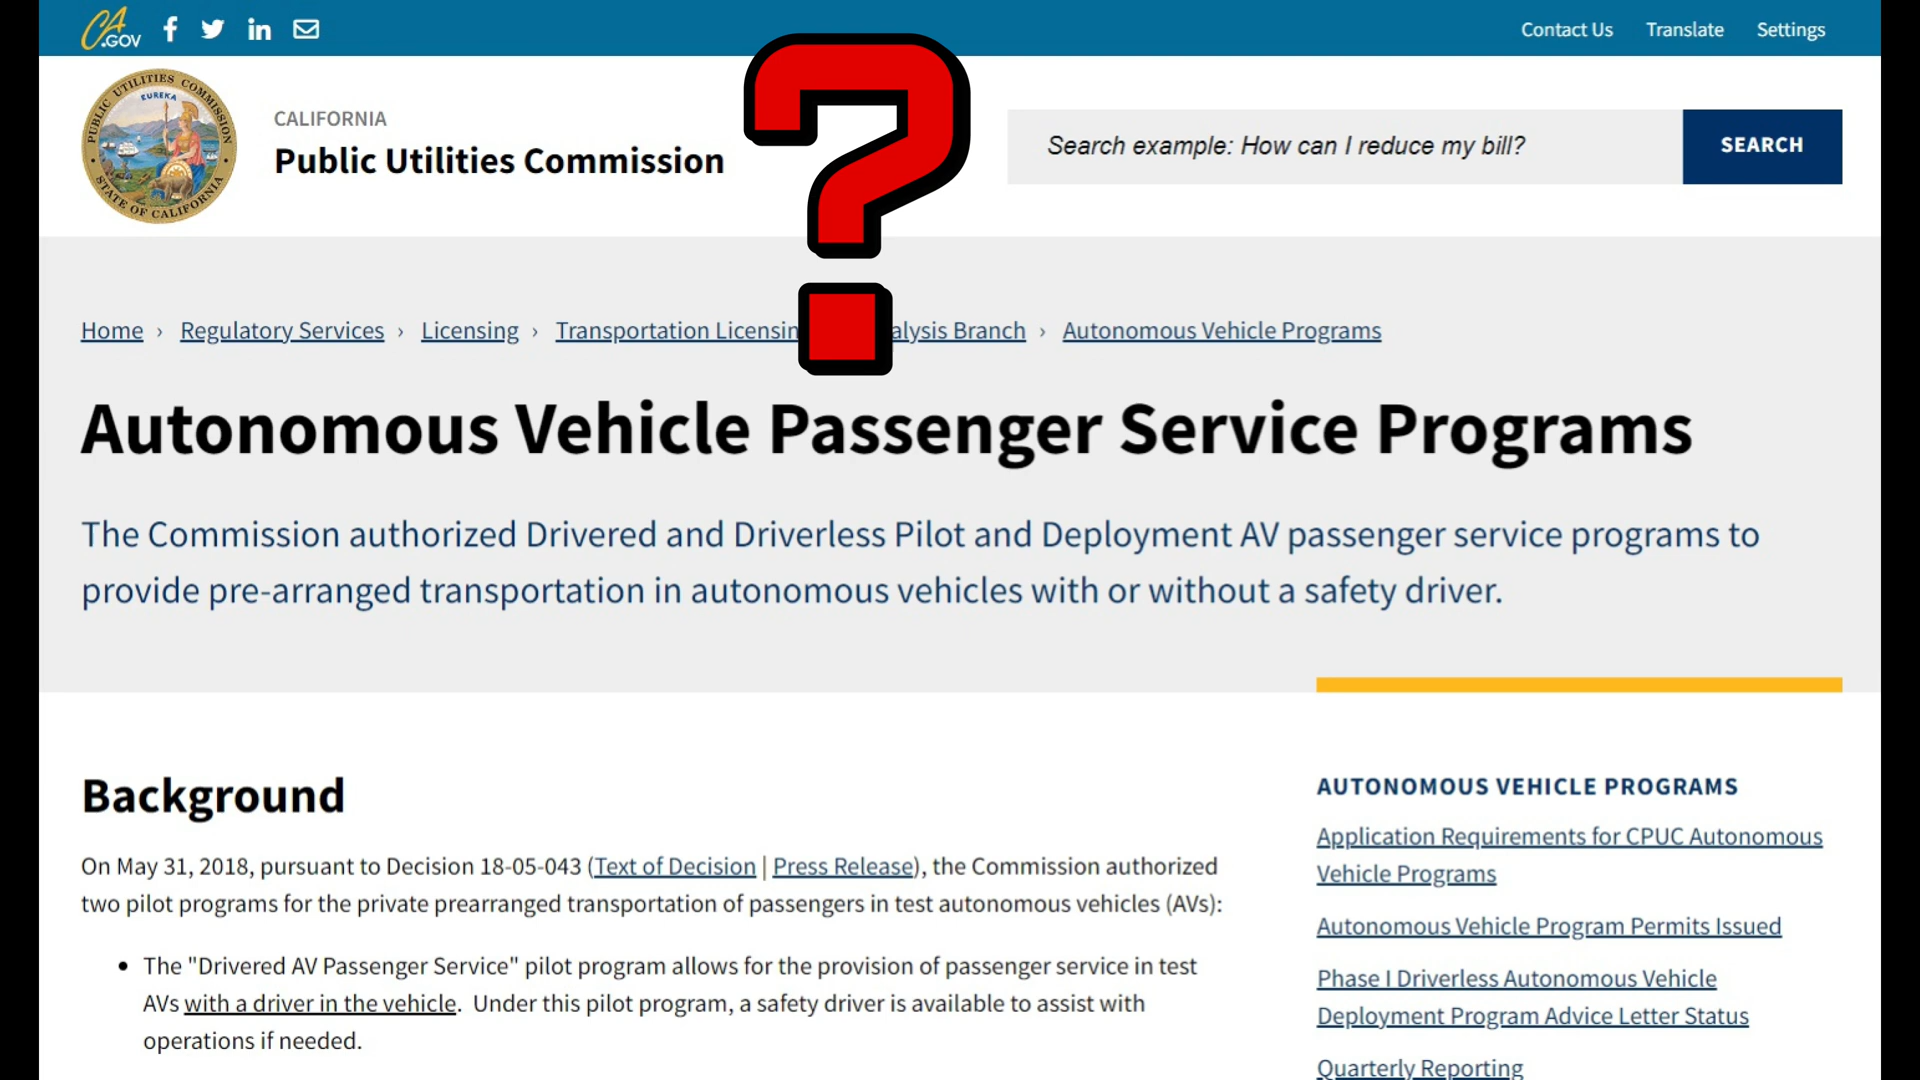 CA.GOV
Contact Us Translate Settings
PUBLIC UTILITIES COMMISSION
EUREKA
STATE OF CALIFORNIA
CALIFORNIA
Public Utilities Commission
?
Search example: How can I reduce my bill?
SEARCH
Home › Regulatory Services › Licensing › Transportation Licensin alysis Branch › Autonomous Vehicle Programs
Autonomous Vehicle Passenger Service Programs
The Commission authorized Drivered and Driverless Pilot and Deployment AV passenger service programs to
provide pre-arranged transportation in autonomous vehicles with or without a safety driver.
Background
On May 31, 2018, pursuant to Decision 18-05-043 (Text of Decision | Press Release), the Commission authorized
two pilot programs for the private prearranged transportation of passengers in test autonomous vehicles (AVs):
• The "Drivered AV Passenger Service" pilot program allows for the provision of passenger service in test
AVs with a driver in the vehicle. Under this pilot program, a safety driver is available to assist with
operations if needed.
AUTONOMOUS VEHICLE PROGRAMS
Application Requirements for CPUC Autonomous
Vehicle Programs
Autonomous Vehicle Program Permits Issued
Phase I Driverless Autonomous Vehicle
Deployment Program Advice Letter Status
Quarterly Reporting